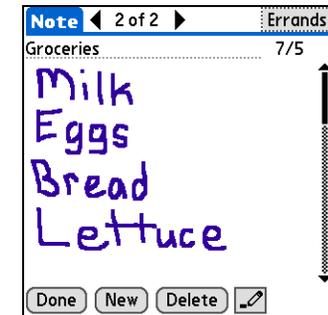 Note 2 of 2 Errands
Groceries 7/5
Milk
Eggs
Bread
Lettuce
Done New Delete